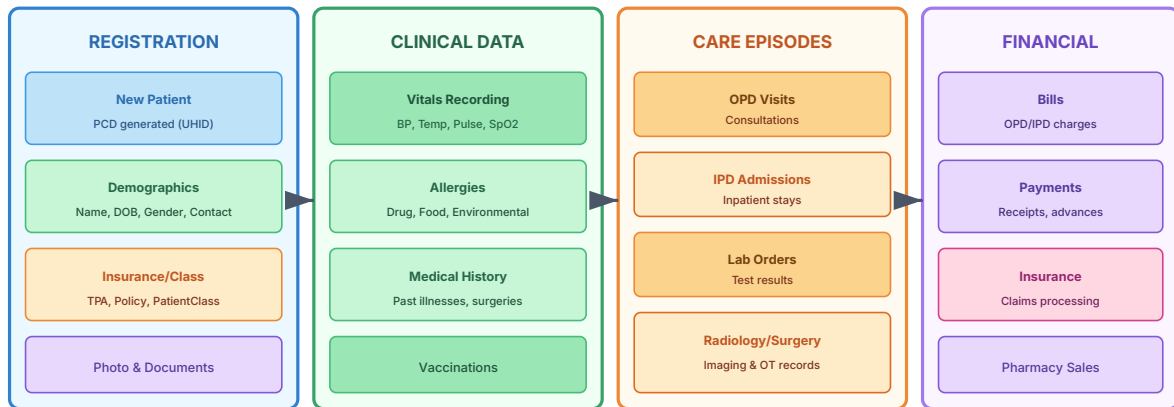 REGISTRATION
New Patient
PCD generated (UHID)
Demographics
Name, DOB, Gender, Contact
Insurance/Class
TPA, Policy, PatientClass
Photo & Documents
CLINICAL DATA
Vitals Recording
BP, Temp, Pulse, SpO2
Allergies
Drug, Food, Environmental
Medical History
Past illnesses, surgeries
Vaccinations
CARE EPISODES
OPD Visits
Consultations
IPD Admissions
Inpatient stays
Lab Orders
Test results
Radiology/Surgery
Imaging & OT records
FINANCIAL
Bills
OPD/IPD charges
Payments
Receipts, advances
Insurance
Claims processing
Pharmacy Sales